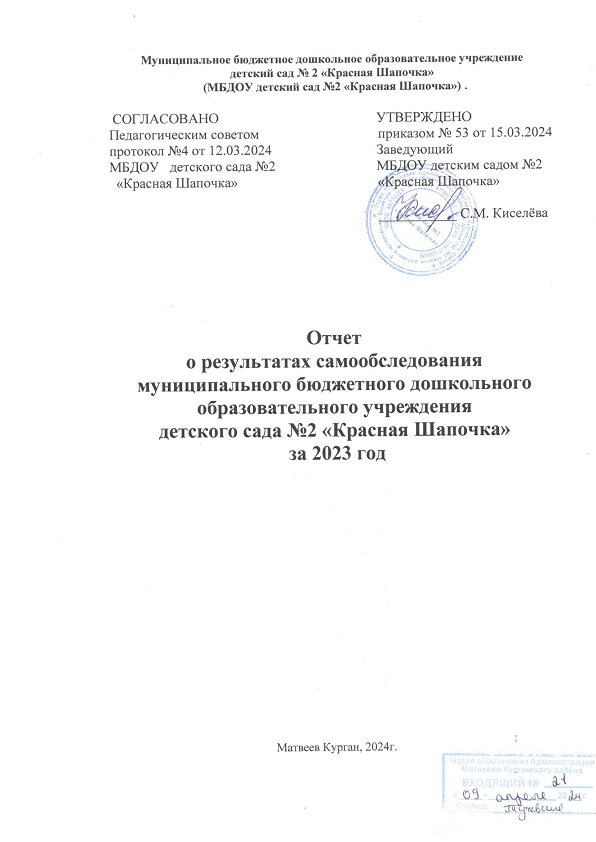 Муниципальное бюджетное дошкольное образовательное учреждение
детский сад № 2 «Красная Шапочка»
(МБДОУ детский сад №2 «Красная Шапочка») .
СОГЛАСОВАНО
Педагогическим советом
протокол №4 от 12.03.2024
МБДОУ детского сада №2
«Красная Шапочка»
УТВЕРЖДЕНО
приказом № 53 от 15.03.2024
Заведующий
МБДОУ детским садом №2
«Красная Шапочка»
С.М. Киселёва
Отчет
о результатах самообследования
муниципального бюджетного дошкольного
образовательного учреждения
детского сада №2 «Красная Шапочка»
за 2023 год
Матвеев Курган, 2024г.
Отдел образования Администрации
Матвеево-Курганского района
ВХОДЯЩИЙ № 21
« 09 » апреля 2024 г
Подпись